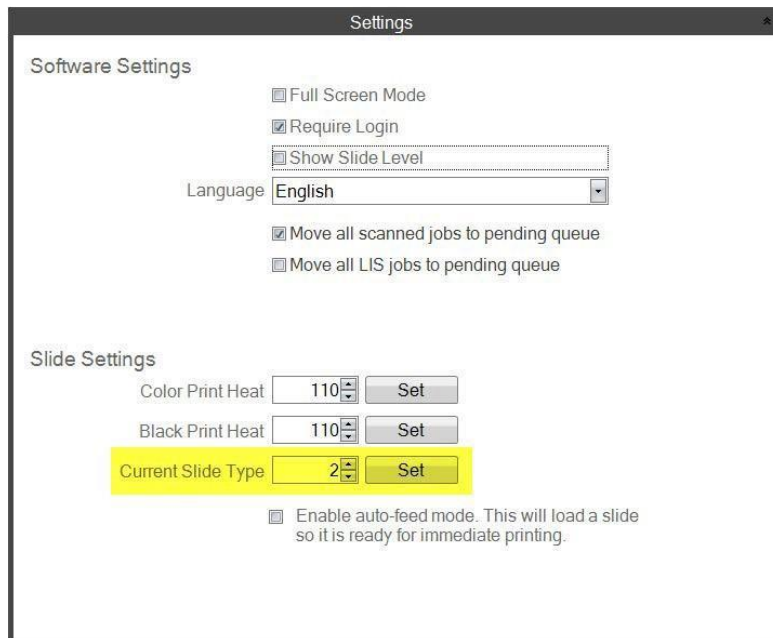 Settings
Software Settings
Full Screen Mode
Require Login
Show Slide Level
Language English
Move all scanned jobs to pending queue
Move all LIS jobs to pending queue
Slide Settings
Color Print Heat 110 Set
Black Print Heat 110 Set
Current Slide Type 2 Set
Enable auto-feed mode. This will load a slide
so it is ready for immediate printing.